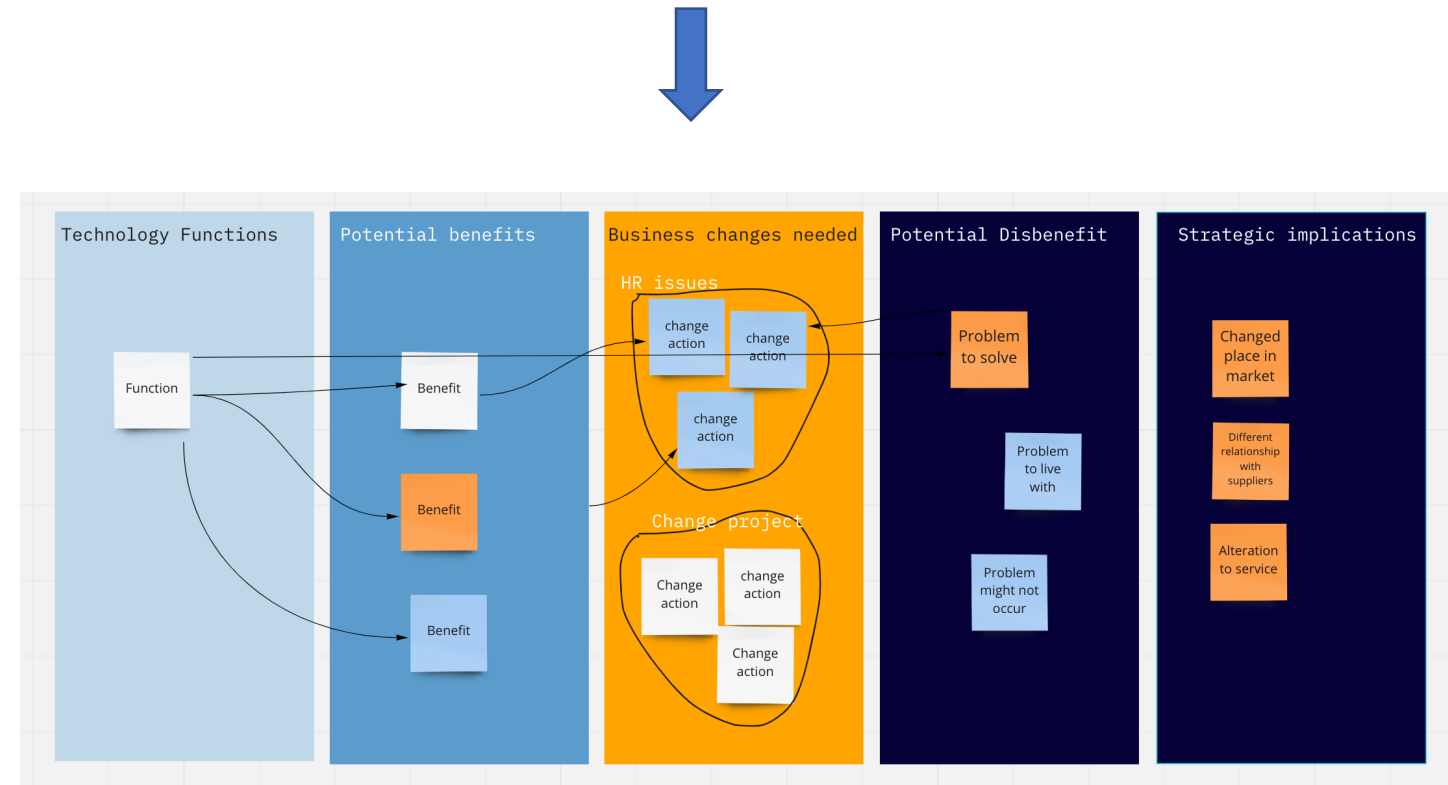 Technology Functions
Potential benefits
Business changes needed
Potential Disbenefit
Strategic implications
Function
Benefit
Benefit
Benefit
HR issues
change
action
change
action
change
action
Change project
Change
action
change
action
Change
action
Problem
to solve
Problem
to live
with
Problem
might not
occur
Changed
place in
market
Different
relationship
with
suppliers
Alteration
to service